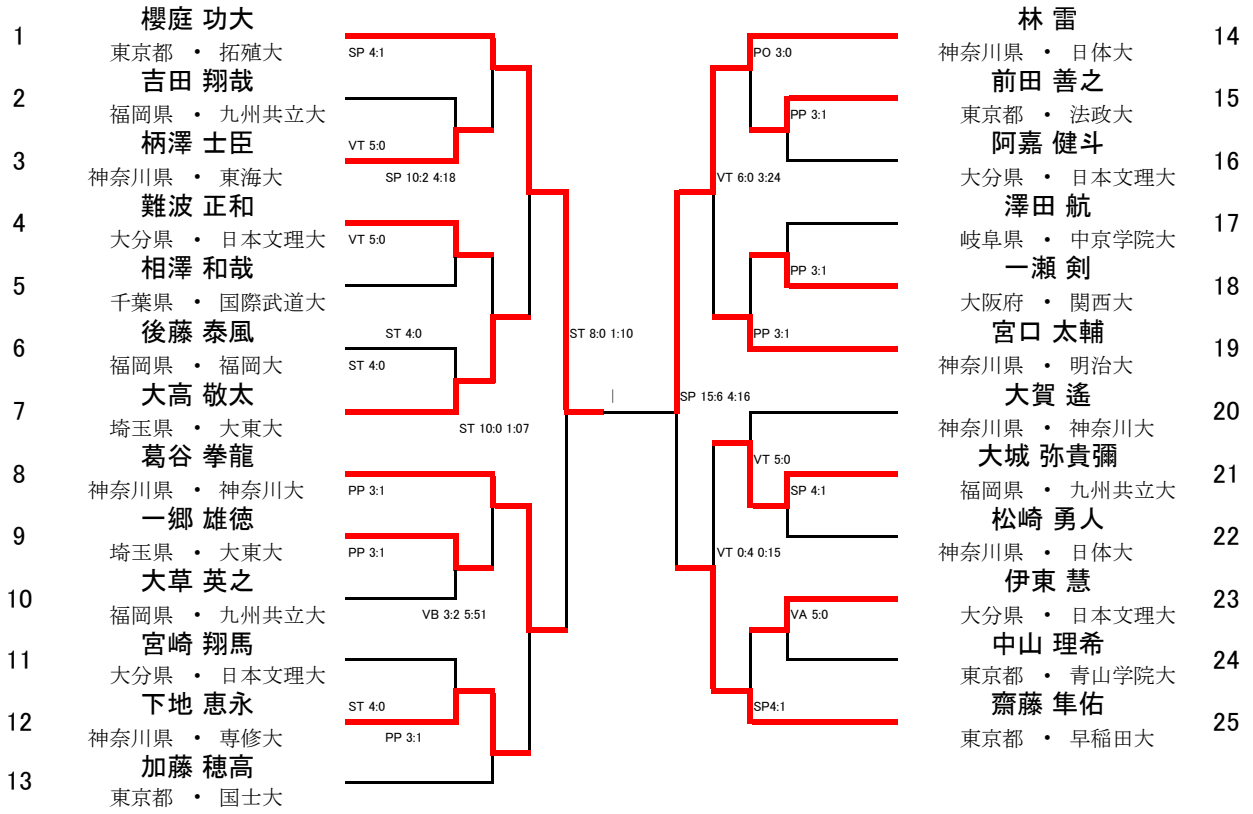 1
櫻庭 功大
東京都 ・ 拓殖大
SP 4:1
2
吉田 翔哉
福岡県 ・ 九州共立大
3
柄澤 士臣
神奈川県 ・ 東海大
VT 5:0
SP 10:2 4:18
4
難波 正和
大分県 ・ 日本文理大
VT 5:0
5
相澤 和哉
千葉県 ・ 国際武道大
ST 4:0
6
後藤 泰風
福岡県 ・ 福岡大
ST 4:0
7
大高 敬太
埼玉県 ・ 大東大
ST 10:0 1:07
8
葛谷 拳龍
神奈川県 ・ 神奈川大
PP 3:1
9
一郷 雄徳
埼玉県 ・ 大東大
PP 3:1
10
大草 英之
福岡県 ・ 九州共立大
VB 3:2 5:51
11
宮崎 翔馬
大分県 ・ 日本文理大
12
下地 恵永
神奈川県 ・ 専修大
ST 4:0
PP 3:1
13
加藤 穂高
東京都 ・ 国士大
ST 8:0 1:10
SP 15:6 4:16
林 雷
14
神奈川県 ・ 日体大
PO 3:0
前田 善之
15
東京都 ・ 法政大
PP 3:1
阿嘉 健斗
16
大分県 ・ 日本文理大
VT 6:0 3:24
澤田 航
17
岐阜県 ・ 中京学院大
一瀬 剣
18
大阪府 ・ 関西大
PP 3:1
宮口 太輔
19
神奈川県 ・ 明治大
PP 3:1
大賀 遙
20
神奈川県 ・ 神奈川大
VT 5:0
大城 弥貴彌
21
福岡県 ・ 九州共立大
SP 4:1
松崎 勇人
22
神奈川県 ・ 日体大
VT 0:4 0:15
伊東 慧
23
大分県 ・ 日本文理大
VA 5:0
中山 理希
24
東京都 ・ 青山学院大
齋藤 隼佑
25
東京都 ・ 早稲田大
SP4:1